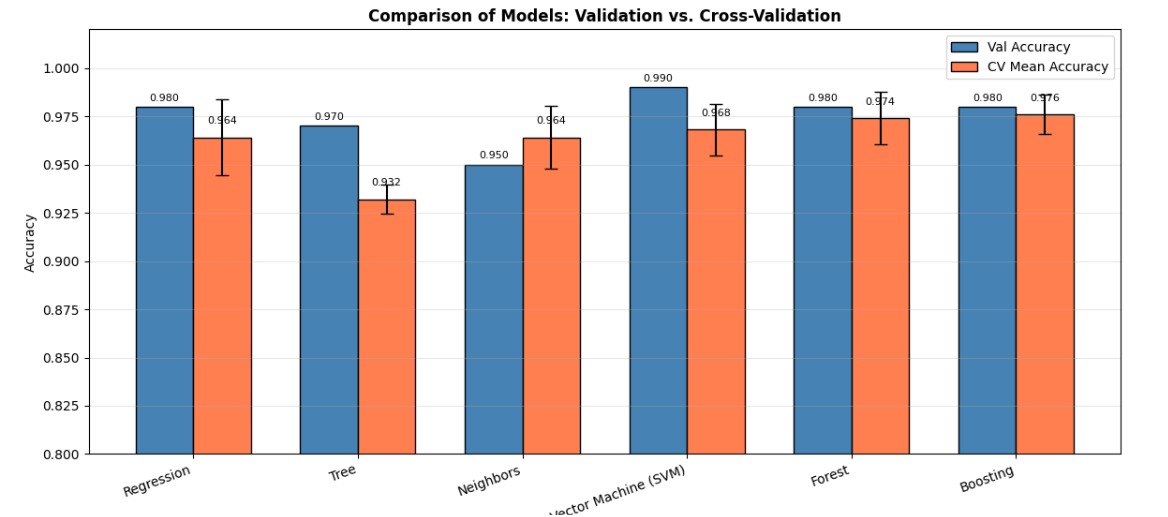 Comparison of Models: Validation vs. Cross-Validation
Val Accuracy
CV Mean Accuracy
Accuracy
1.000
0.975
0.950
0.925
0.900
0.875
0.850
0.825
0.800
0.980
0.964
0.970
0.932
0.950
0.964
0.990
0.968
0.980
0.974
0.980
0.976
Regression
Tree
Neighbors
Vector Machine (SVM)
Forest
Boosting